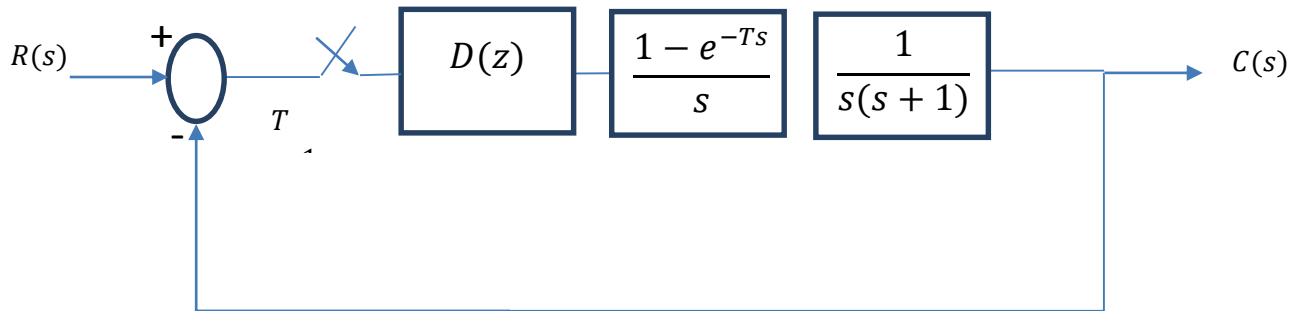 R(s)
+
-
T
D(z)
1 − e^{−Ts}
s
1
s(s + 1)
C(s)